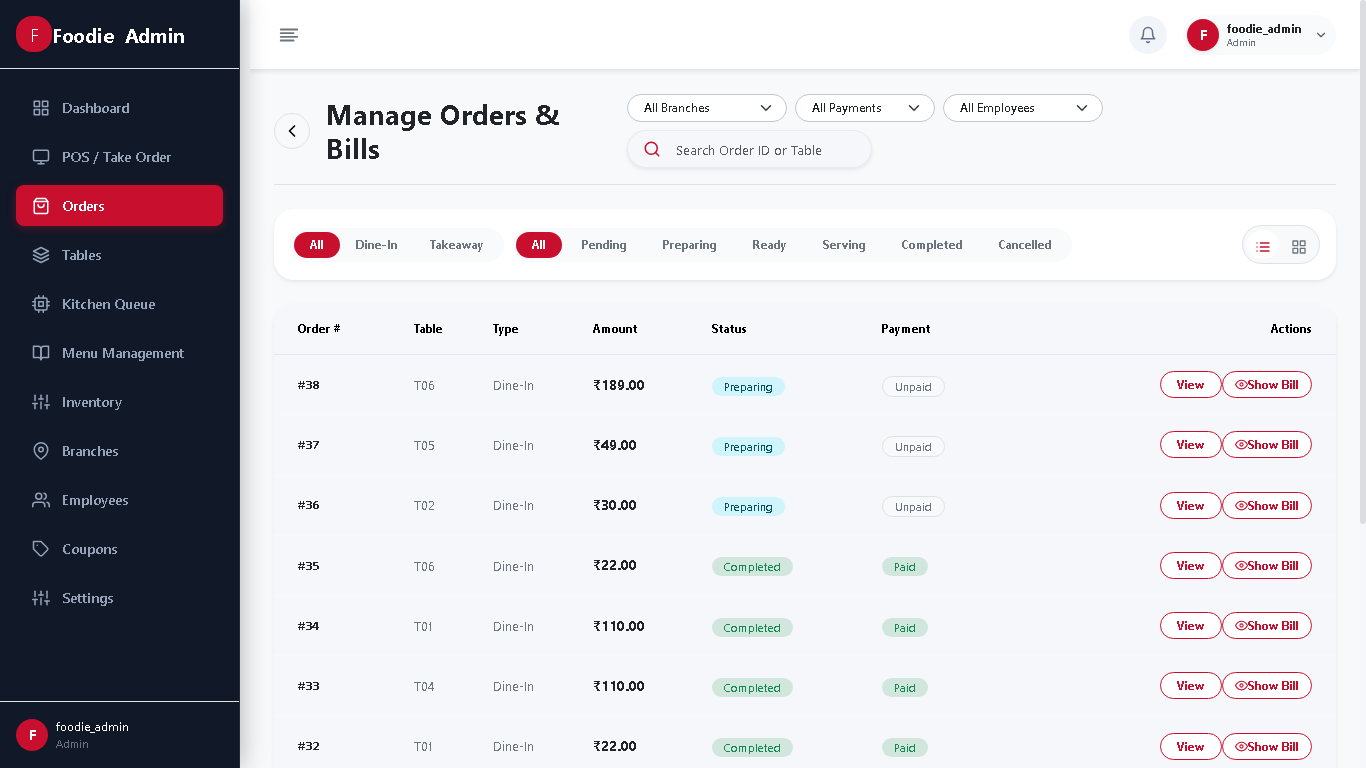 F Foodie Admin
Dashboard
POS / Take Order
Orders
Tables
Kitchen Queue
Menu Management
Inventory
Branches
Employees
Coupons
Settings
F foodie_admin
Admin
F foodie_admin
Admin
Manage Orders &
Bills
All Branches All Payments All Employees
Search Order ID or Table
All Dine-In Takeaway All Pending Preparing Ready Serving Completed Cancelled
Order # Table Type Amount Status Payment Actions
#38 T06 Dine-In ₹189.00 Preparing Unpaid View Show Bill
#37 T05 Dine-In ₹49.00 Preparing Unpaid View Show Bill
#36 T02 Dine-In ₹30.00 Preparing Unpaid View Show Bill
#35 T06 Dine-In ₹22.00 Completed Paid View Show Bill
#34 T01 Dine-In ₹110.00 Completed Paid View Show Bill
#33 T04 Dine-In ₹110.00 Completed Paid View Show Bill
#32 T01 Dine-In ₹22.00 Completed Paid View Show Bill